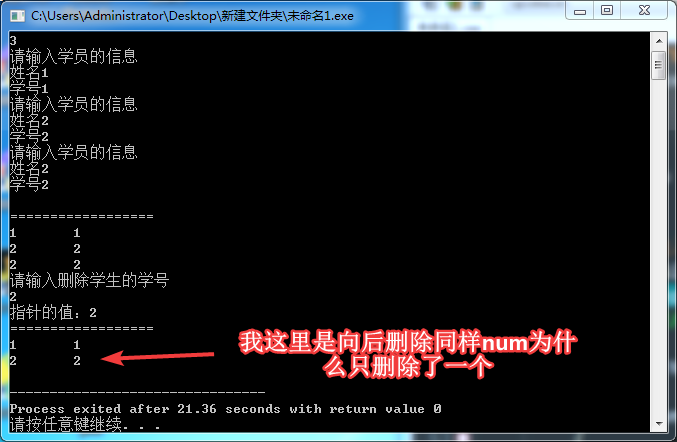 C:\Users\Administrator\Desktop\新建文件夹\未命名1.exe
3
请输入学员的信息
姓名1
学号1
请输入学员的信息
姓名2
学号2
请输入学员的信息
姓名2
学号2
==================
1 1
2 2
2 2
请输入删除学生的学号
2
指针的值：2
==================
1 1
2 2
我这里是向后删除同样num为什
么只删除了一个
--------------------------------
Process exited after 21.36 seconds with return value 0
请按任意键继续. . .